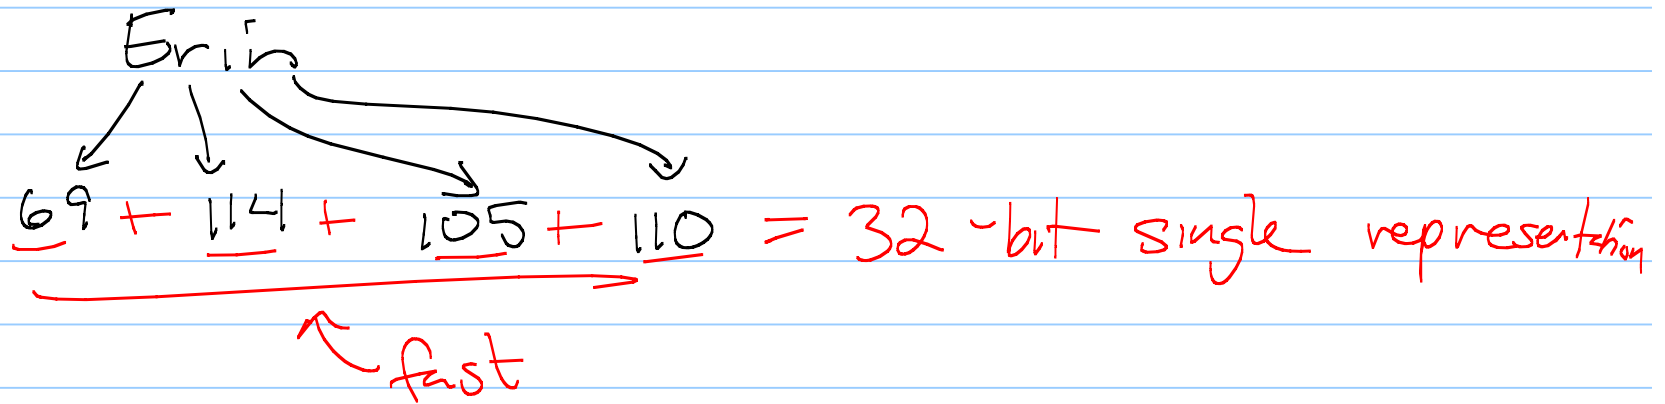 Erin
69 + 114 + 105 + 110 = 32-bit single representation
fast